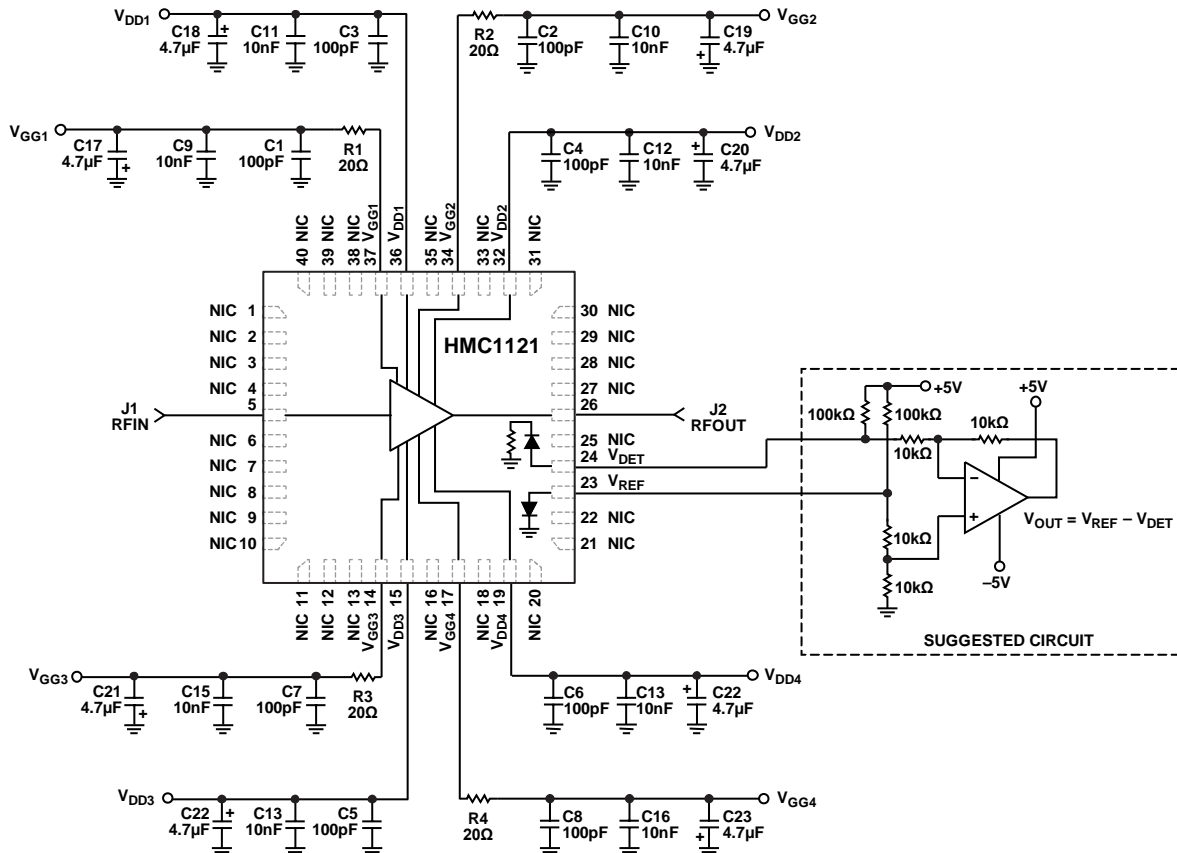 VDD1
C18 4.7µF +
C11 10nF
C3 100pF
R2 20Ω
C2 100pF
C10 10nF
C19 4.7µF +
VGG2
VGG1
C17 4.7µF +
C9 10nF
C1 100pF
R1 20Ω
C4 100pF
C12 10nF
+ C20 4.7µF
VDD2
40 NIC
39 NIC
38 NIC
37 VGG1
36 VDD1
35 NIC
34 VGG2
33 NIC
32 VDD2
31 NIC
HMC1121
NIC 1
NIC 2
NIC 3
NIC 4
5
NIC 6
NIC 7
NIC 8
NIC 9
NIC 10
J1
RFIN
30 NIC
29 NIC
28 NIC
27 NIC
26
25 NIC
24 VDET
23 VREF
22 NIC
21 NIC
J2
RFOUT
+5V
+5V
100kΩ
100kΩ
10kΩ
10kΩ
−
+
VOUT = VREF − VDET
10kΩ
10kΩ
−5V
SUGGESTED CIRCUIT
NIC 11
NIC 12
NIC 13
VGG3 14
VDD3 15
NIC 16
VGG4 17
NIC 18
VDD4 19
NIC 20
VGG3
C21 4.7µF +
C15 10nF
C7 100pF
R3 20Ω
C6 100pF
C13 10nF
+ C22 4.7µF
VDD4
VDD3
C22 4.7µF +
C13 10nF
C5 100pF
R4 20Ω
C8 100pF
C16 10nF
C23 4.7µF +
VGG4